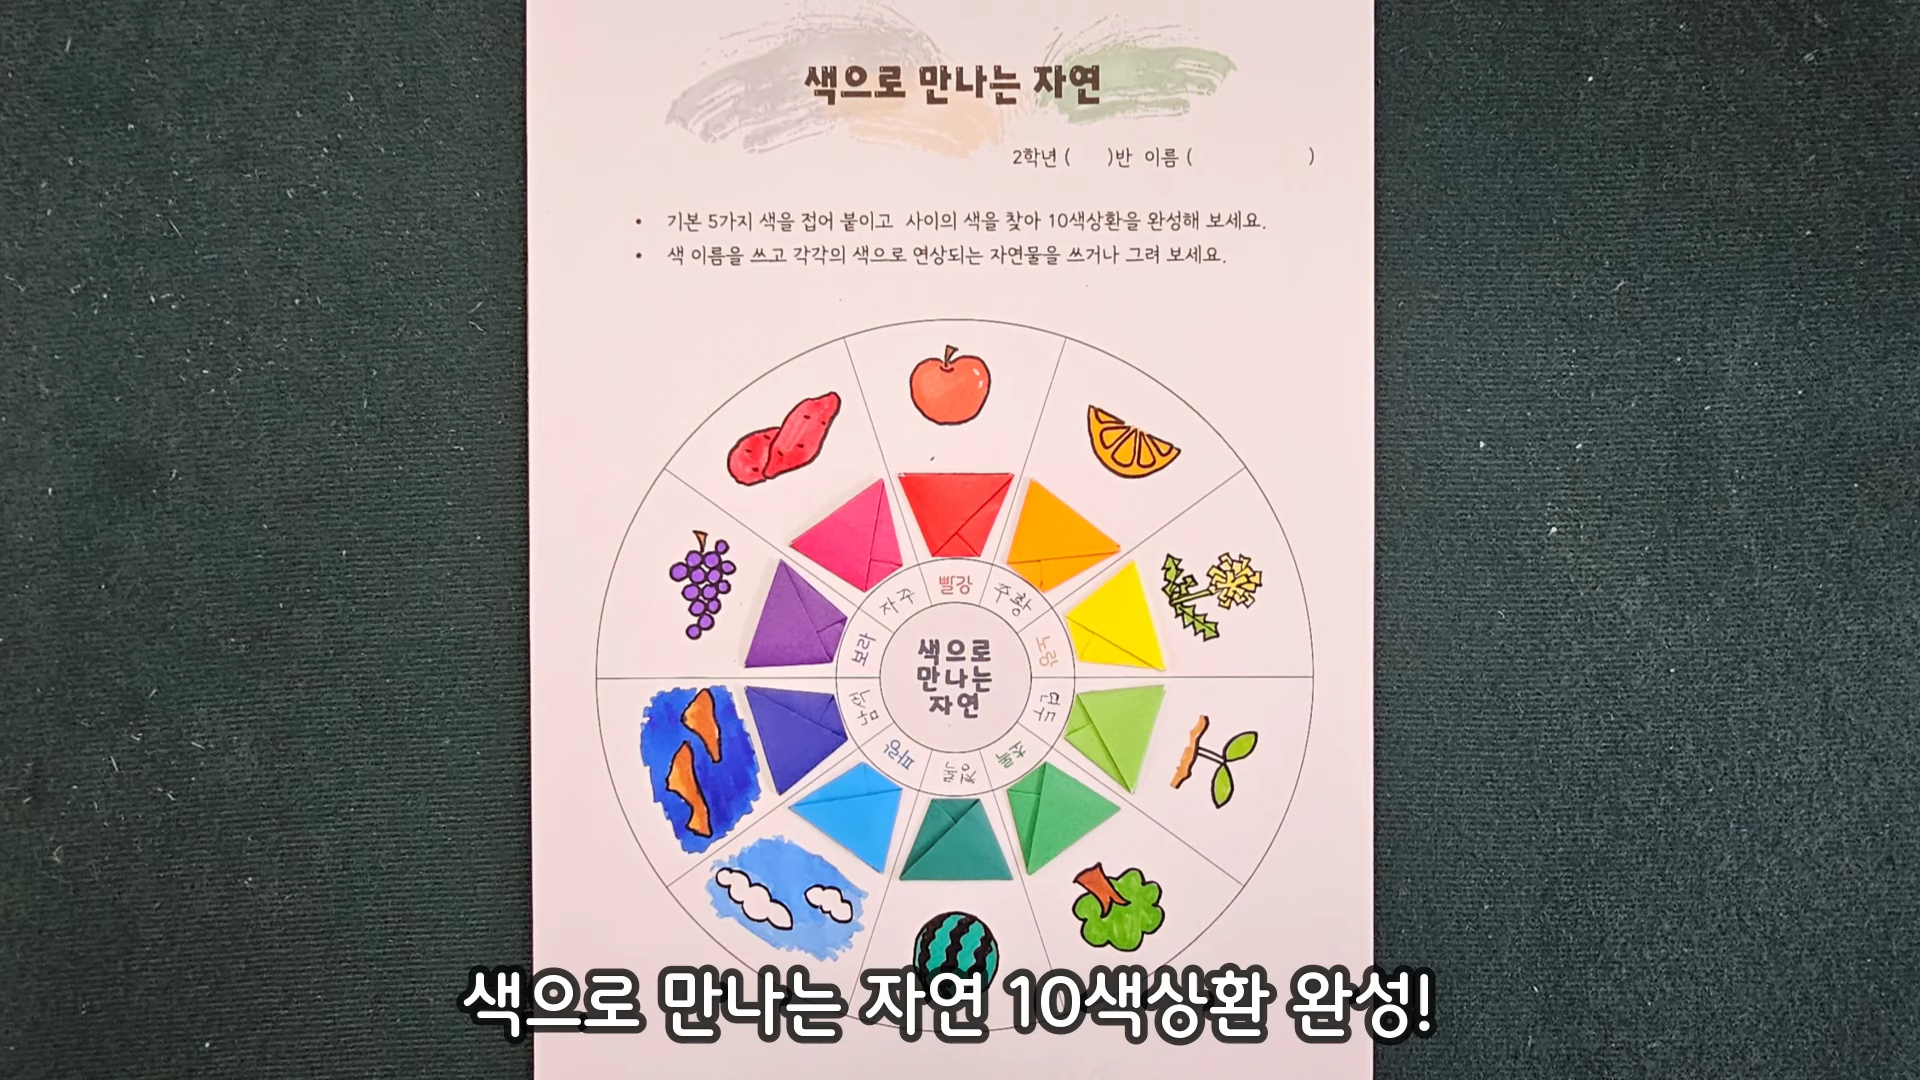 색으로 만나는 자연
2학년 (      )반  이름 (                    )
• 기본 5가지 색을 접어 붙이고  사이의 색을 찾아 10색상환을 완성해 보세요.
• 색 이름을 쓰고 각각의 색으로 연상되는 자연물을 쓰거나 그려 보세요.
빨강
주황
노랑
연두
초록
청록
파랑
남색
보라
자주
색으로
만나는
자연
색으로 만나는 자연 10색상환 완성!